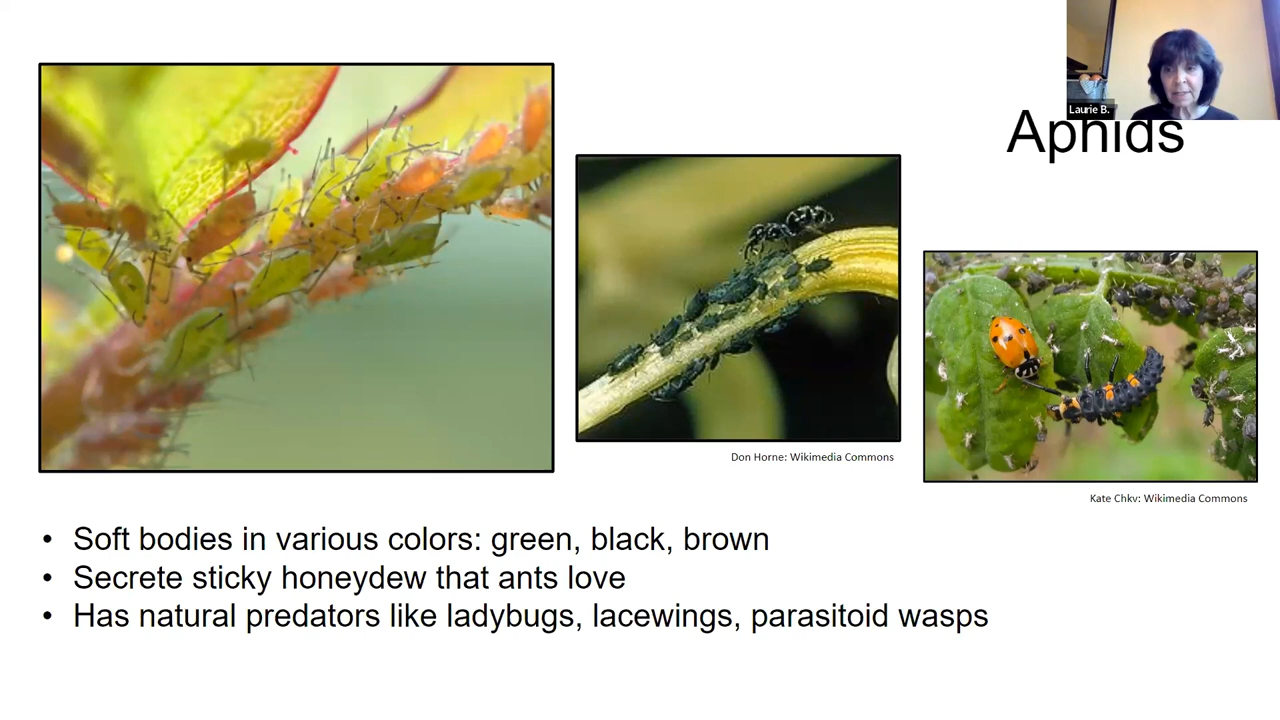 Laurie B.
Aphids
Don Horne: Wikimedia Commons
Kate Chkv: Wikimedia Commons
• Soft bodies in various colors: green, black, brown
• Secrete sticky honeydew that ants love
• Has natural predators like ladybugs, lacewings, parasitoid wasps